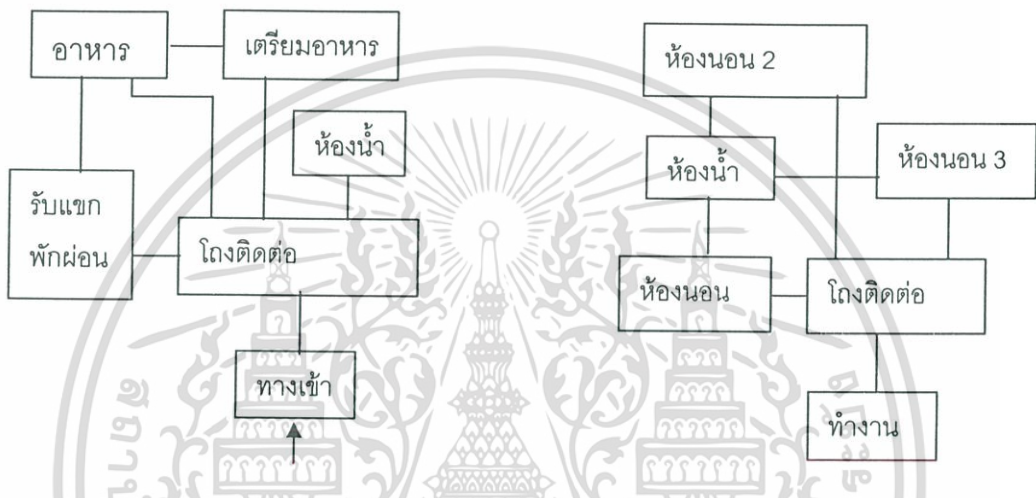 อาหาร
เตรียมอาหาร
ห้องน้ำ
รับแขก
พักผ่อน
โถงติดต่อ
ทางเข้า
ห้องนอน 2
ห้องน้ำ
ห้องนอน 3
ห้องนอน
โถงติดต่อ
ทำงาน